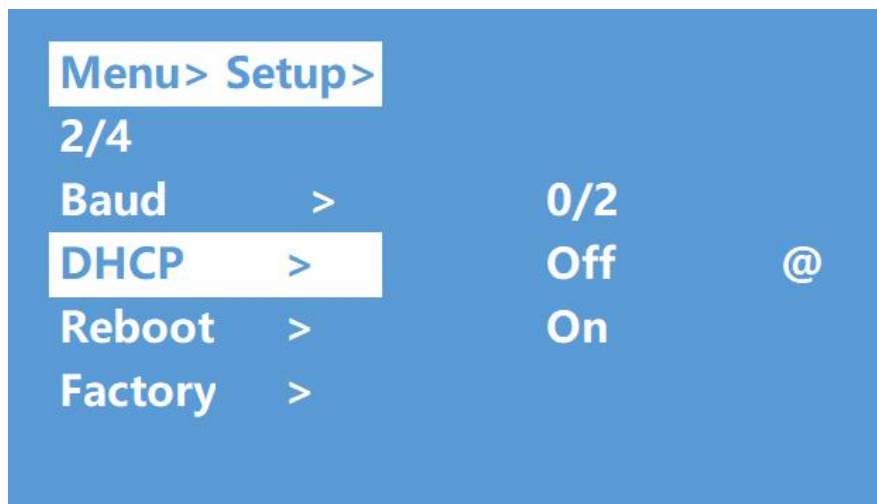 Menu> Setup>
2/4
Baud > 0/2
DHCP > Off @
Reboot > On
Factory >